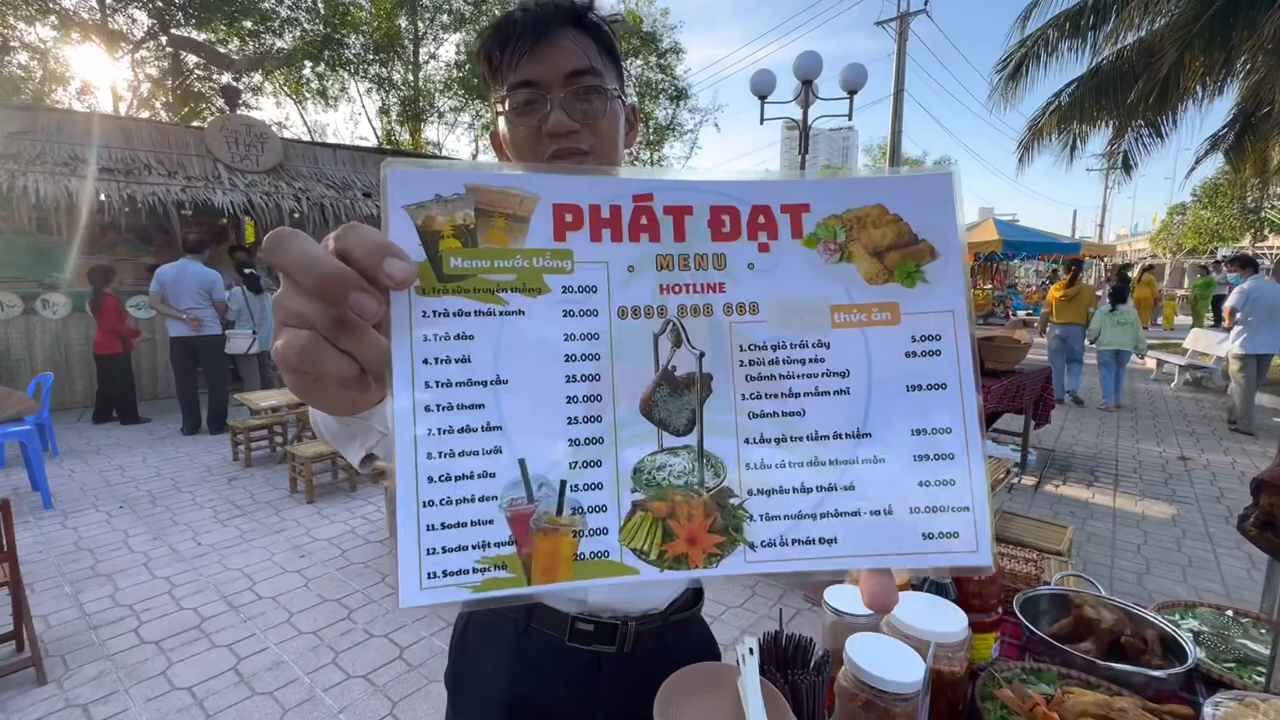 Ẩm Thực
PHÁT
ĐẠT
PHÁT ĐẠT
MENU
HOTLINE
0399 808 668
Menu nước Uống
1. Trà sữa truyền thống 20.000
2. Trà sữa thái xanh 20.000
3. Trà đào 20.000
4. Trà vải 20.000
5. Trà mãng cầu 25.000
6. Trà thơm 20.000
7. Trà dâu tằm 25.000
8. Trà dưa lưới 20.000
9. Cà phê sữa 17.000
10. Cà phê đen 15.000
11. Soda blue 20.000
12. Soda việt quất 20.000
13. Soda bạc hà 20.000
thức ăn
1.Chả giò trái cây 5.000
2.Đồi dê tùng xẻo 69.000
(bánh hỏi+rau rừng)
3.Gà tre hấp mắm nhĩ 199.000
(bánh bao)
4.Lẩu gà tre tiềm ớt hiểm 199.000
5.Lẩu cá tra dầu khoái môn 199.000
6.Nghêu hấp thái -sả 40.000
7. Tôm nướng phômai - sa tế 10.000/con
8. Gỏi ổi Phát Đạt 50.000